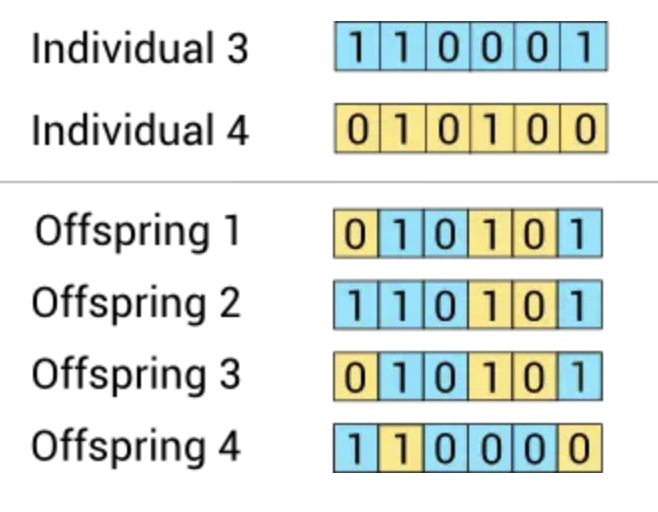 Individual 3 1 1 0 0 0 1
Individual 4 0 1 0 1 0 0
Offspring 1 0 1 0 1 0 1
Offspring 2 1 1 0 1 0 1
Offspring 3 0 1 0 1 0 1
Offspring 4 1 1 0 0 0 0